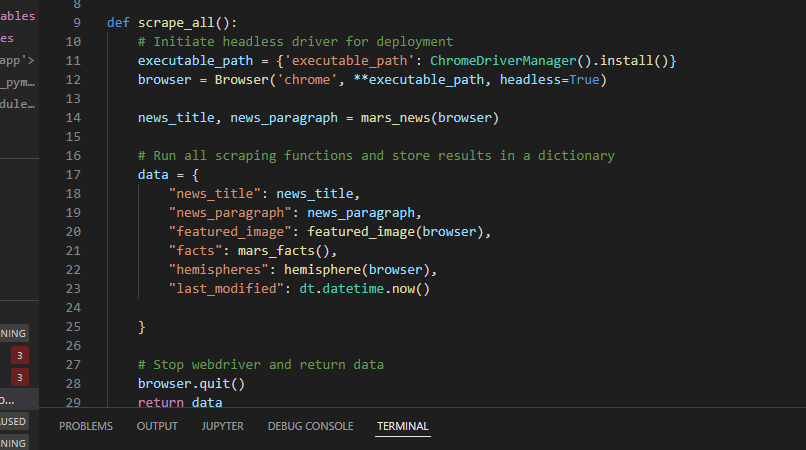 ables
es
app'>
_pym...
dule...
NING
3
3
o...
USED
NING
8
9 def scrape_all():
10 # Initiate headless driver for deployment
11 executable_path = {'executable_path': ChromeDriverManager().install()}
12 browser = Browser('chrome', **executable_path, headless=True)
13
14 news_title, news_paragraph = mars_news(browser)
15
16 # Run all scraping functions and store results in a dictionary
17 data = {
18 "news_title": news_title,
19 "news_paragraph": news_paragraph,
20 "featured_image": featured_image(browser),
21 "facts": mars_facts(),
22 "hemispheres": hemisphere(browser),
23 "last_modified": dt.datetime.now()
24
25 }
26
27 # Stop webdriver and return data
28 browser.quit()
29 return data
PROBLEMS OUTPUT JUPYTER DEBUG CONSOLE TERMINAL